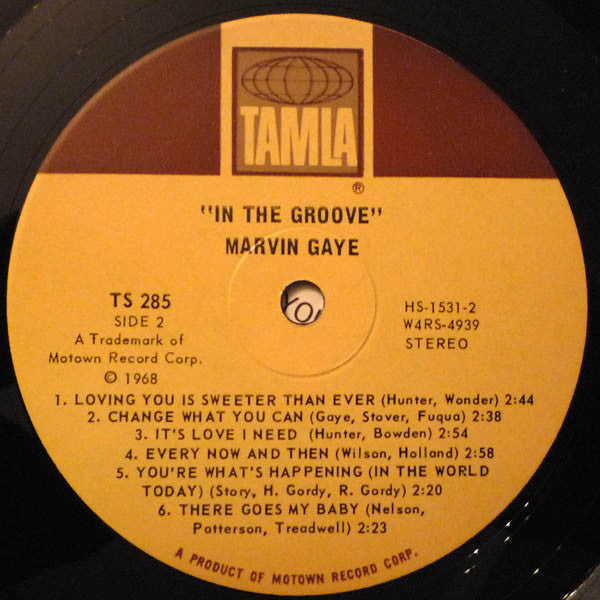 TAMLA
®
"IN THE GROOVE"
MARVIN GAYE
TS 285
SIDE 2
A Trademark of
Motown Record Corp.
© 1968
HS-1531-2
W4RS-4939
STEREO
YO
1. LOVING YOU IS SWEETER THAN EVER (Hunter, Wonder) 2:44
2. CHANGE WHAT YOU CAN (Gaye, Stover, Fuqua) 2:38
3. IT'S LOVE I NEED (Hunter, Bowden) 2:54
4. EVERY NOW AND THEN (Wilson, Holland) 2:58
5. YOU'RE WHAT'S HAPPENING (IN THE WORLD
TODAY) (Story, H. Gordy, R. Gordy) 2:20
6. THERE GOES MY BABY (Nelson,
Patterson, Treadwell) 2:23
A PRODUCT OF MOTOWN RECORD CORP.